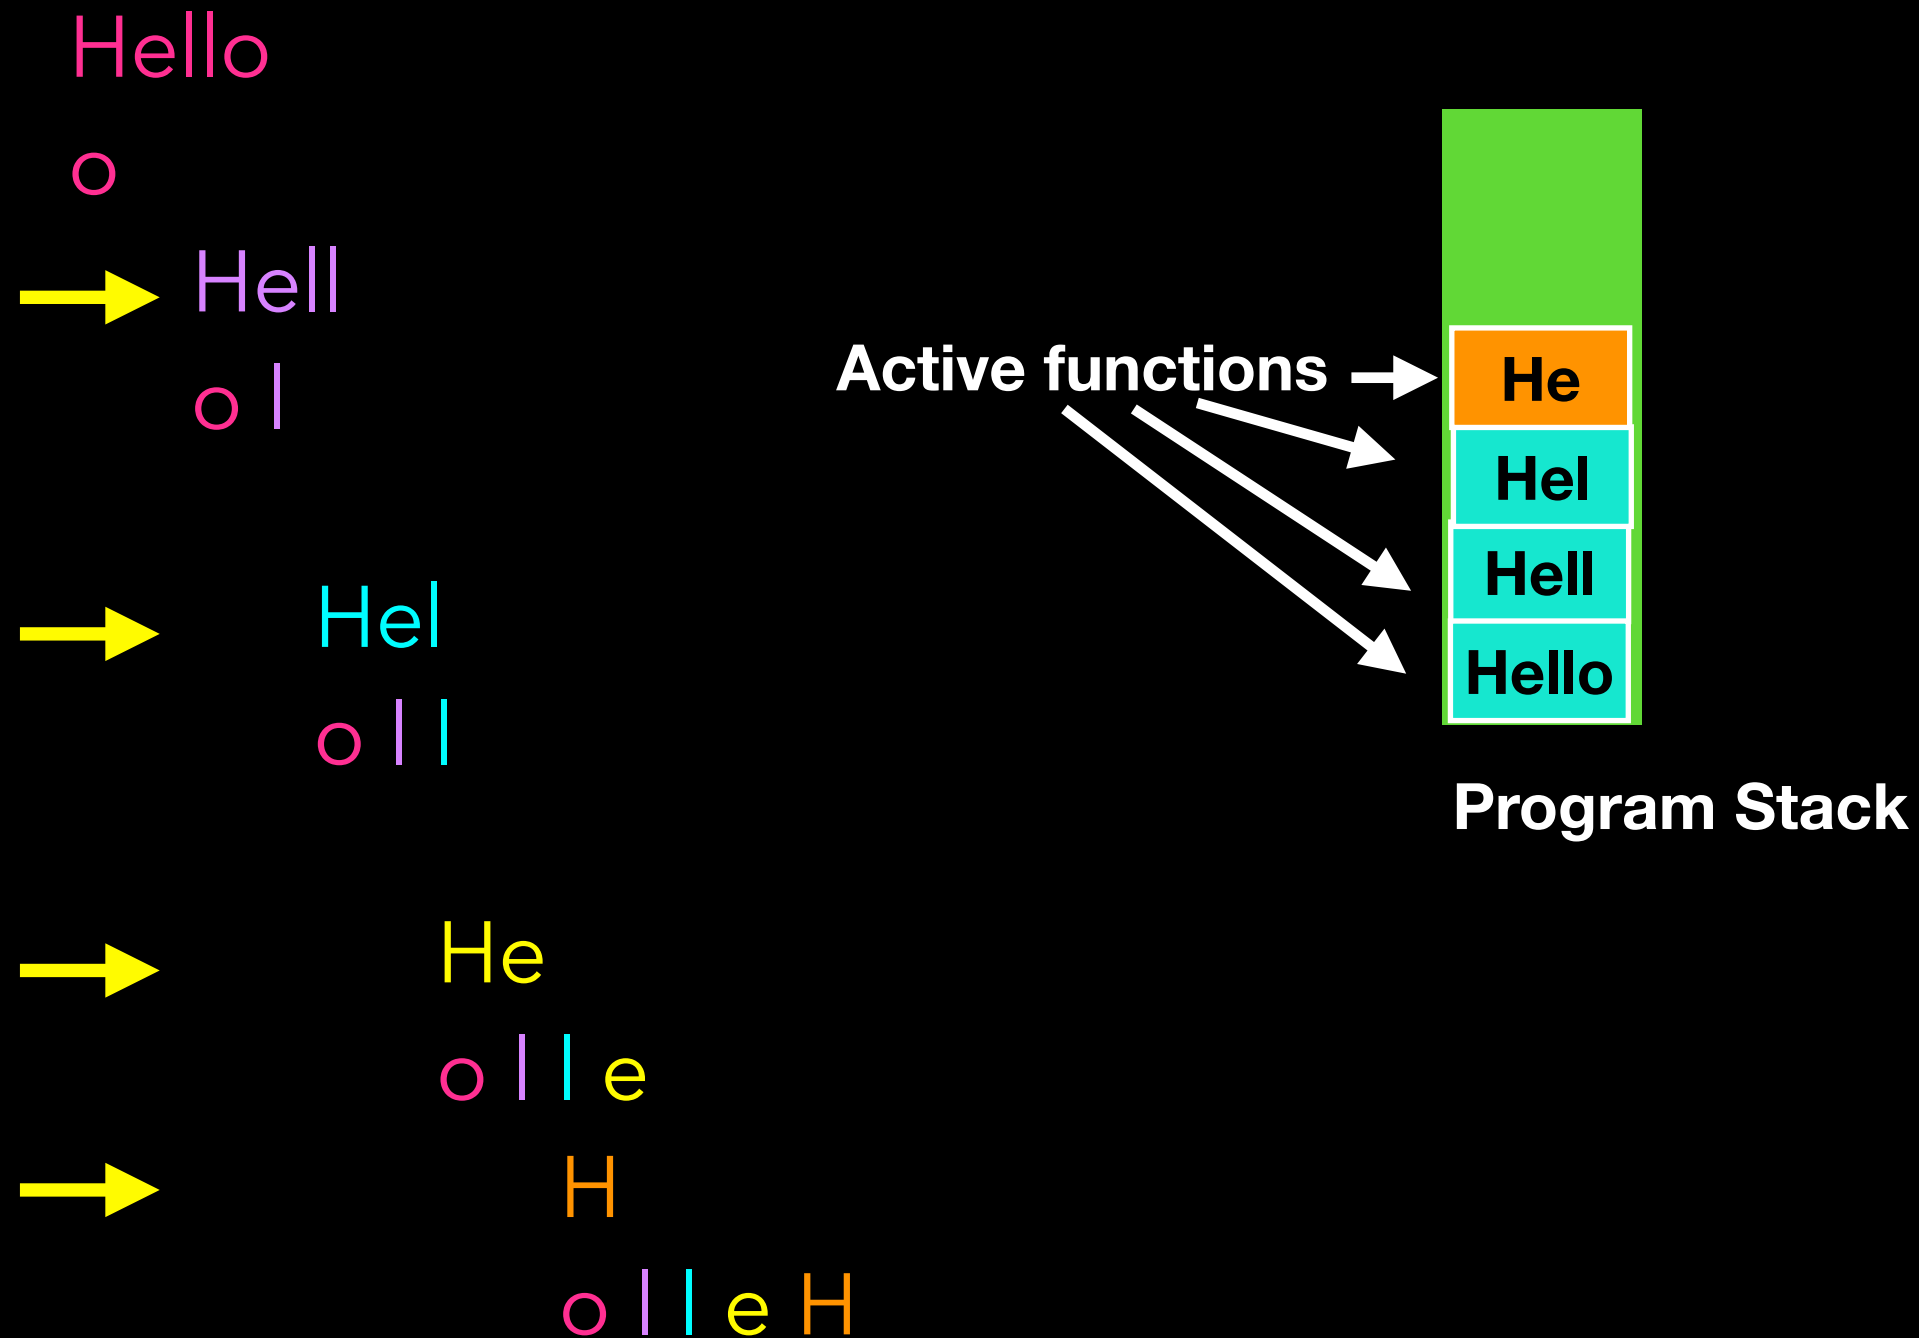 Hello
o
Hell
o l
Hel
o l l
He
o l l e
H
o l l e H
Active functions
He
Hel
Hell
Hello
Program Stack